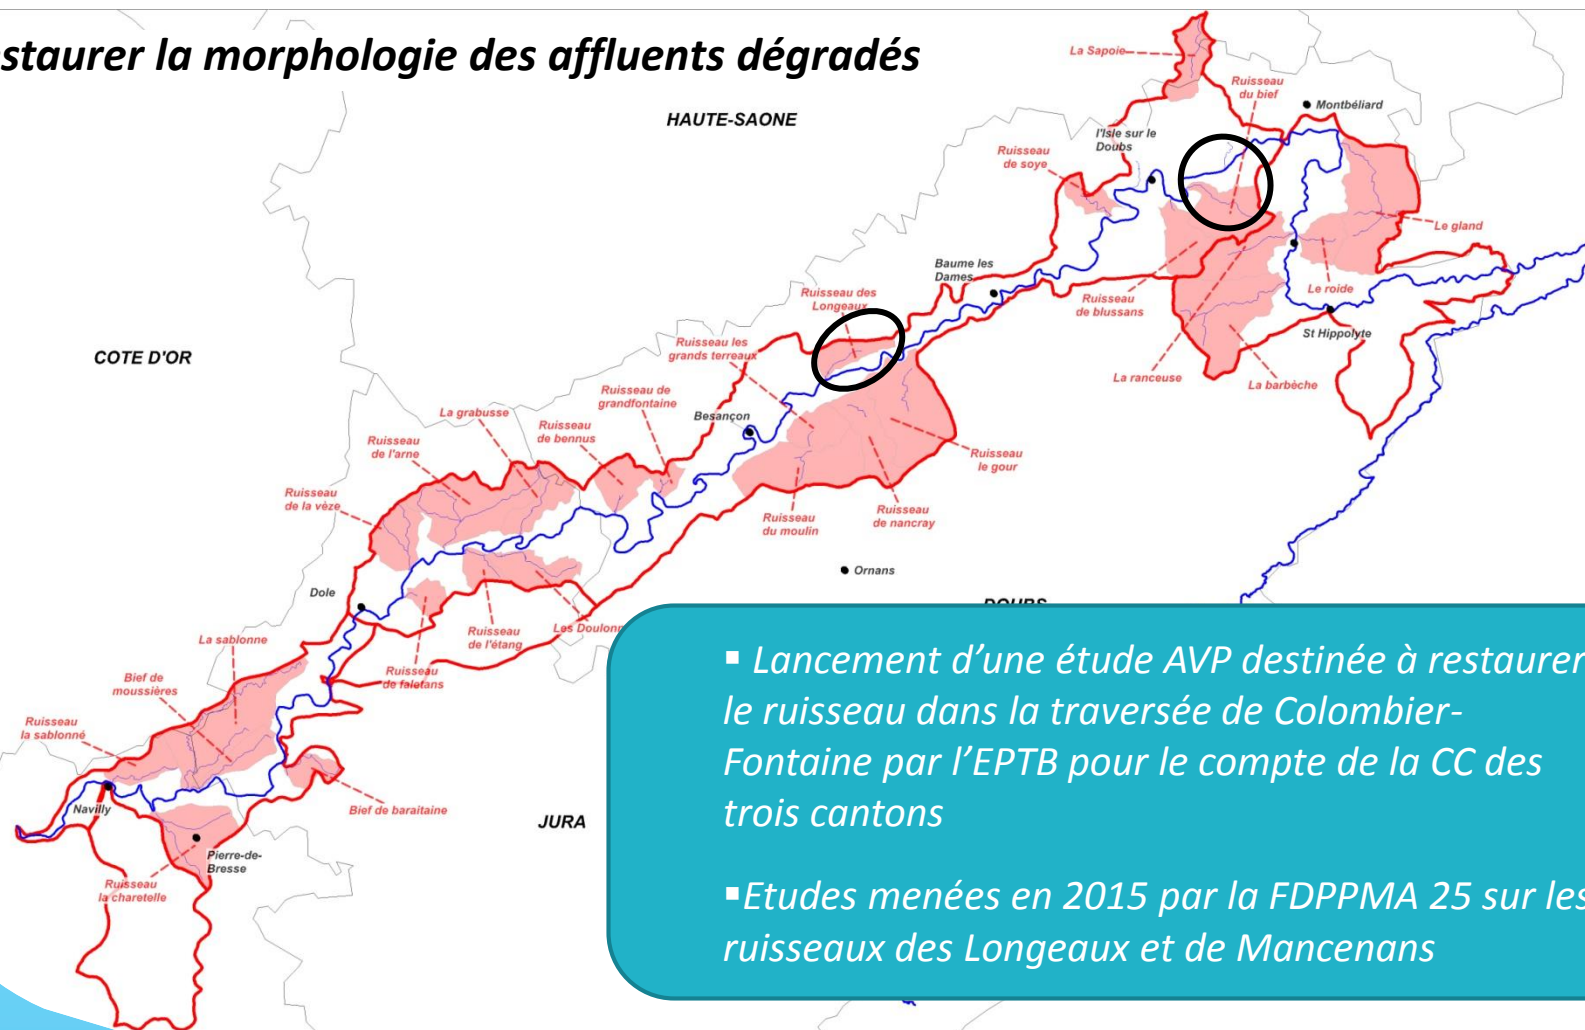 staurer la morphologie des affluents dégradés
La Sapoie
Ruisseau
du bief
Montbéliard
HAUTE-SAONE
l'Isle sur le
Doubs
Ruisseau
de soye
Le gland
Baume les
Dames
Ruisseau des
Longeaux
Ruisseau
de blussans
Le roide
St Hippolyte
Ruisseau les
grands terreaux
COTE D'OR
La ranceuse
La barbèche
Ruisseau de
grandfontaine
La grabusse
Besançon
Ruisseau
de bennus
Ruisseau
de l'arne
Ruisseau
le gour
Ruisseau
de la vèze
Ruisseau
du moulin
Ruisseau
de nancray
Ornans
Dole
DOUBS
La sablonne
Ruisseau
de l'étang
Les Doulonn
Ruisseau
de faletans
Bief de
moussières
Ruisseau
la sablonné
Navilly
Bief de baraitaine
JURA
Pierre-de-
Bresse
Ruisseau
la charetelle
▪ Lancement d'une étude AVP destinée à restaurer
le ruisseau dans la traversée de Colombier-
Fontaine par l'EPTB pour le compte de la CC des
trois cantons
▪Etudes menées en 2015 par la FDPPMA 25 sur les
ruisseaux des Longeaux et de Mancenans